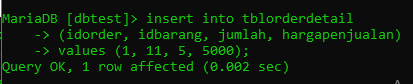 MariaDB [dbtest]> insert into tblorderdetail
    -> (idorder, idbarang, jumlah, hargapenjualan)
    -> values (1, 11, 5, 5000);
Query OK, 1 row affected (0.002 sec)